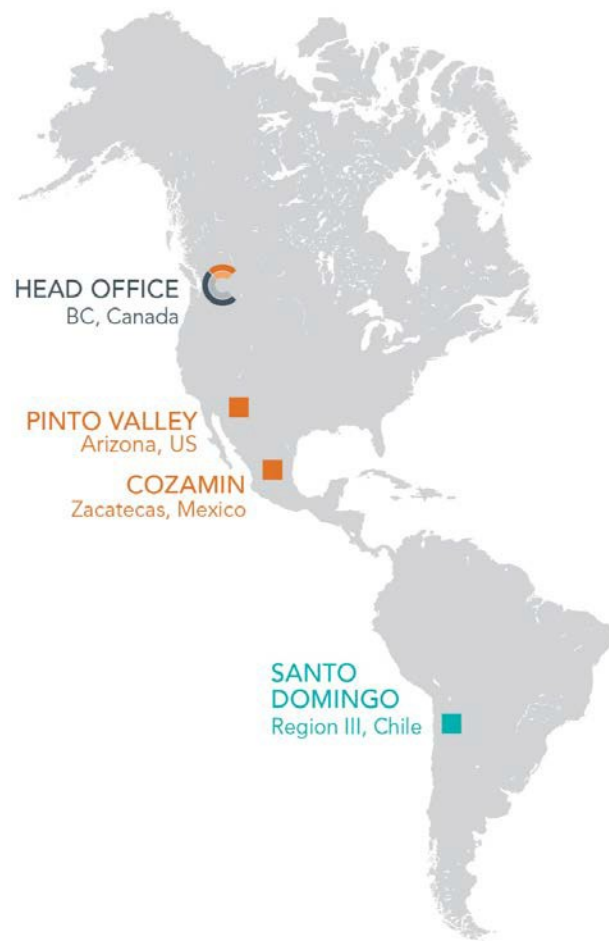 HEAD OFFICE
BC, Canada
PINTO VALLEY
Arizona, US
COZAMIN
Zacatecas, Mexico
SANTO
DOMINGO
Region III, Chile